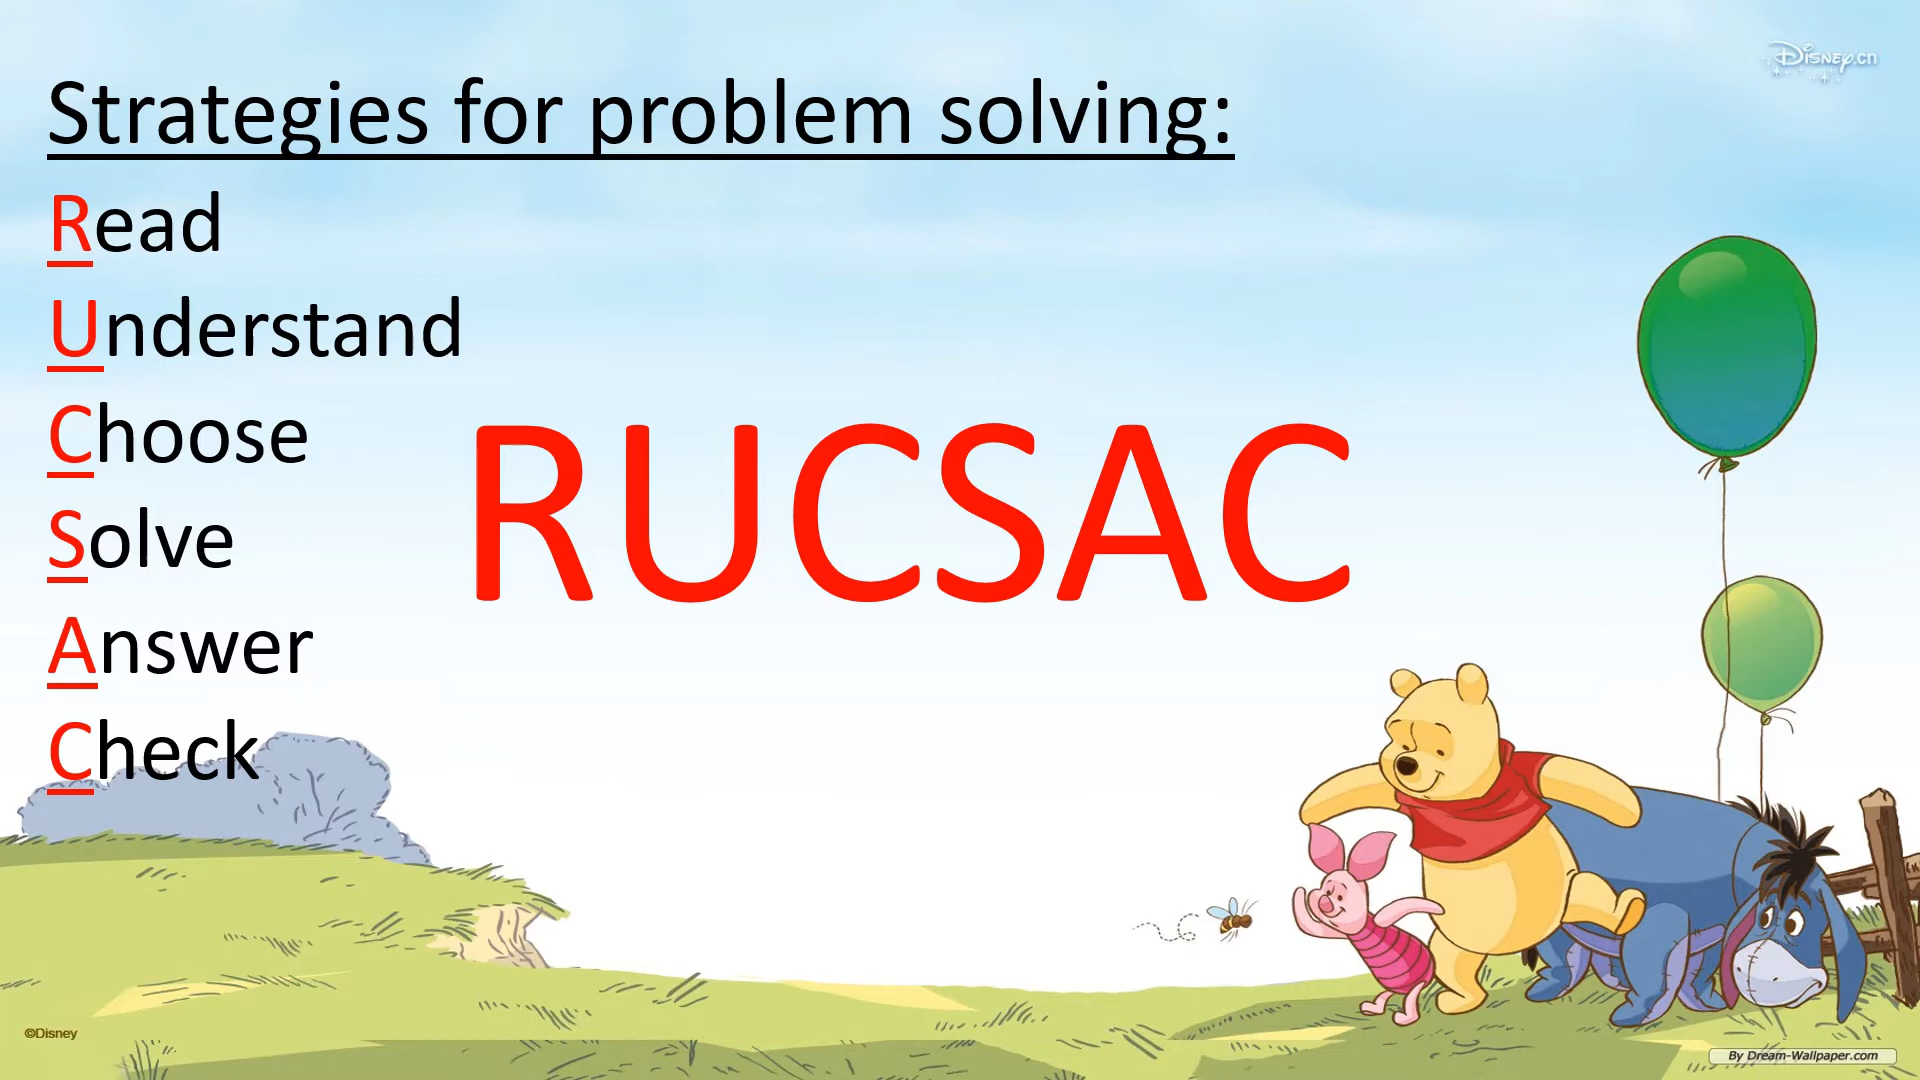 Disney.cn
Strategies for problem solving:
Read
Understand
Choose
Solve
Answer
Check
RUCSAC
©Disney
By Dream-Wallpaper.com